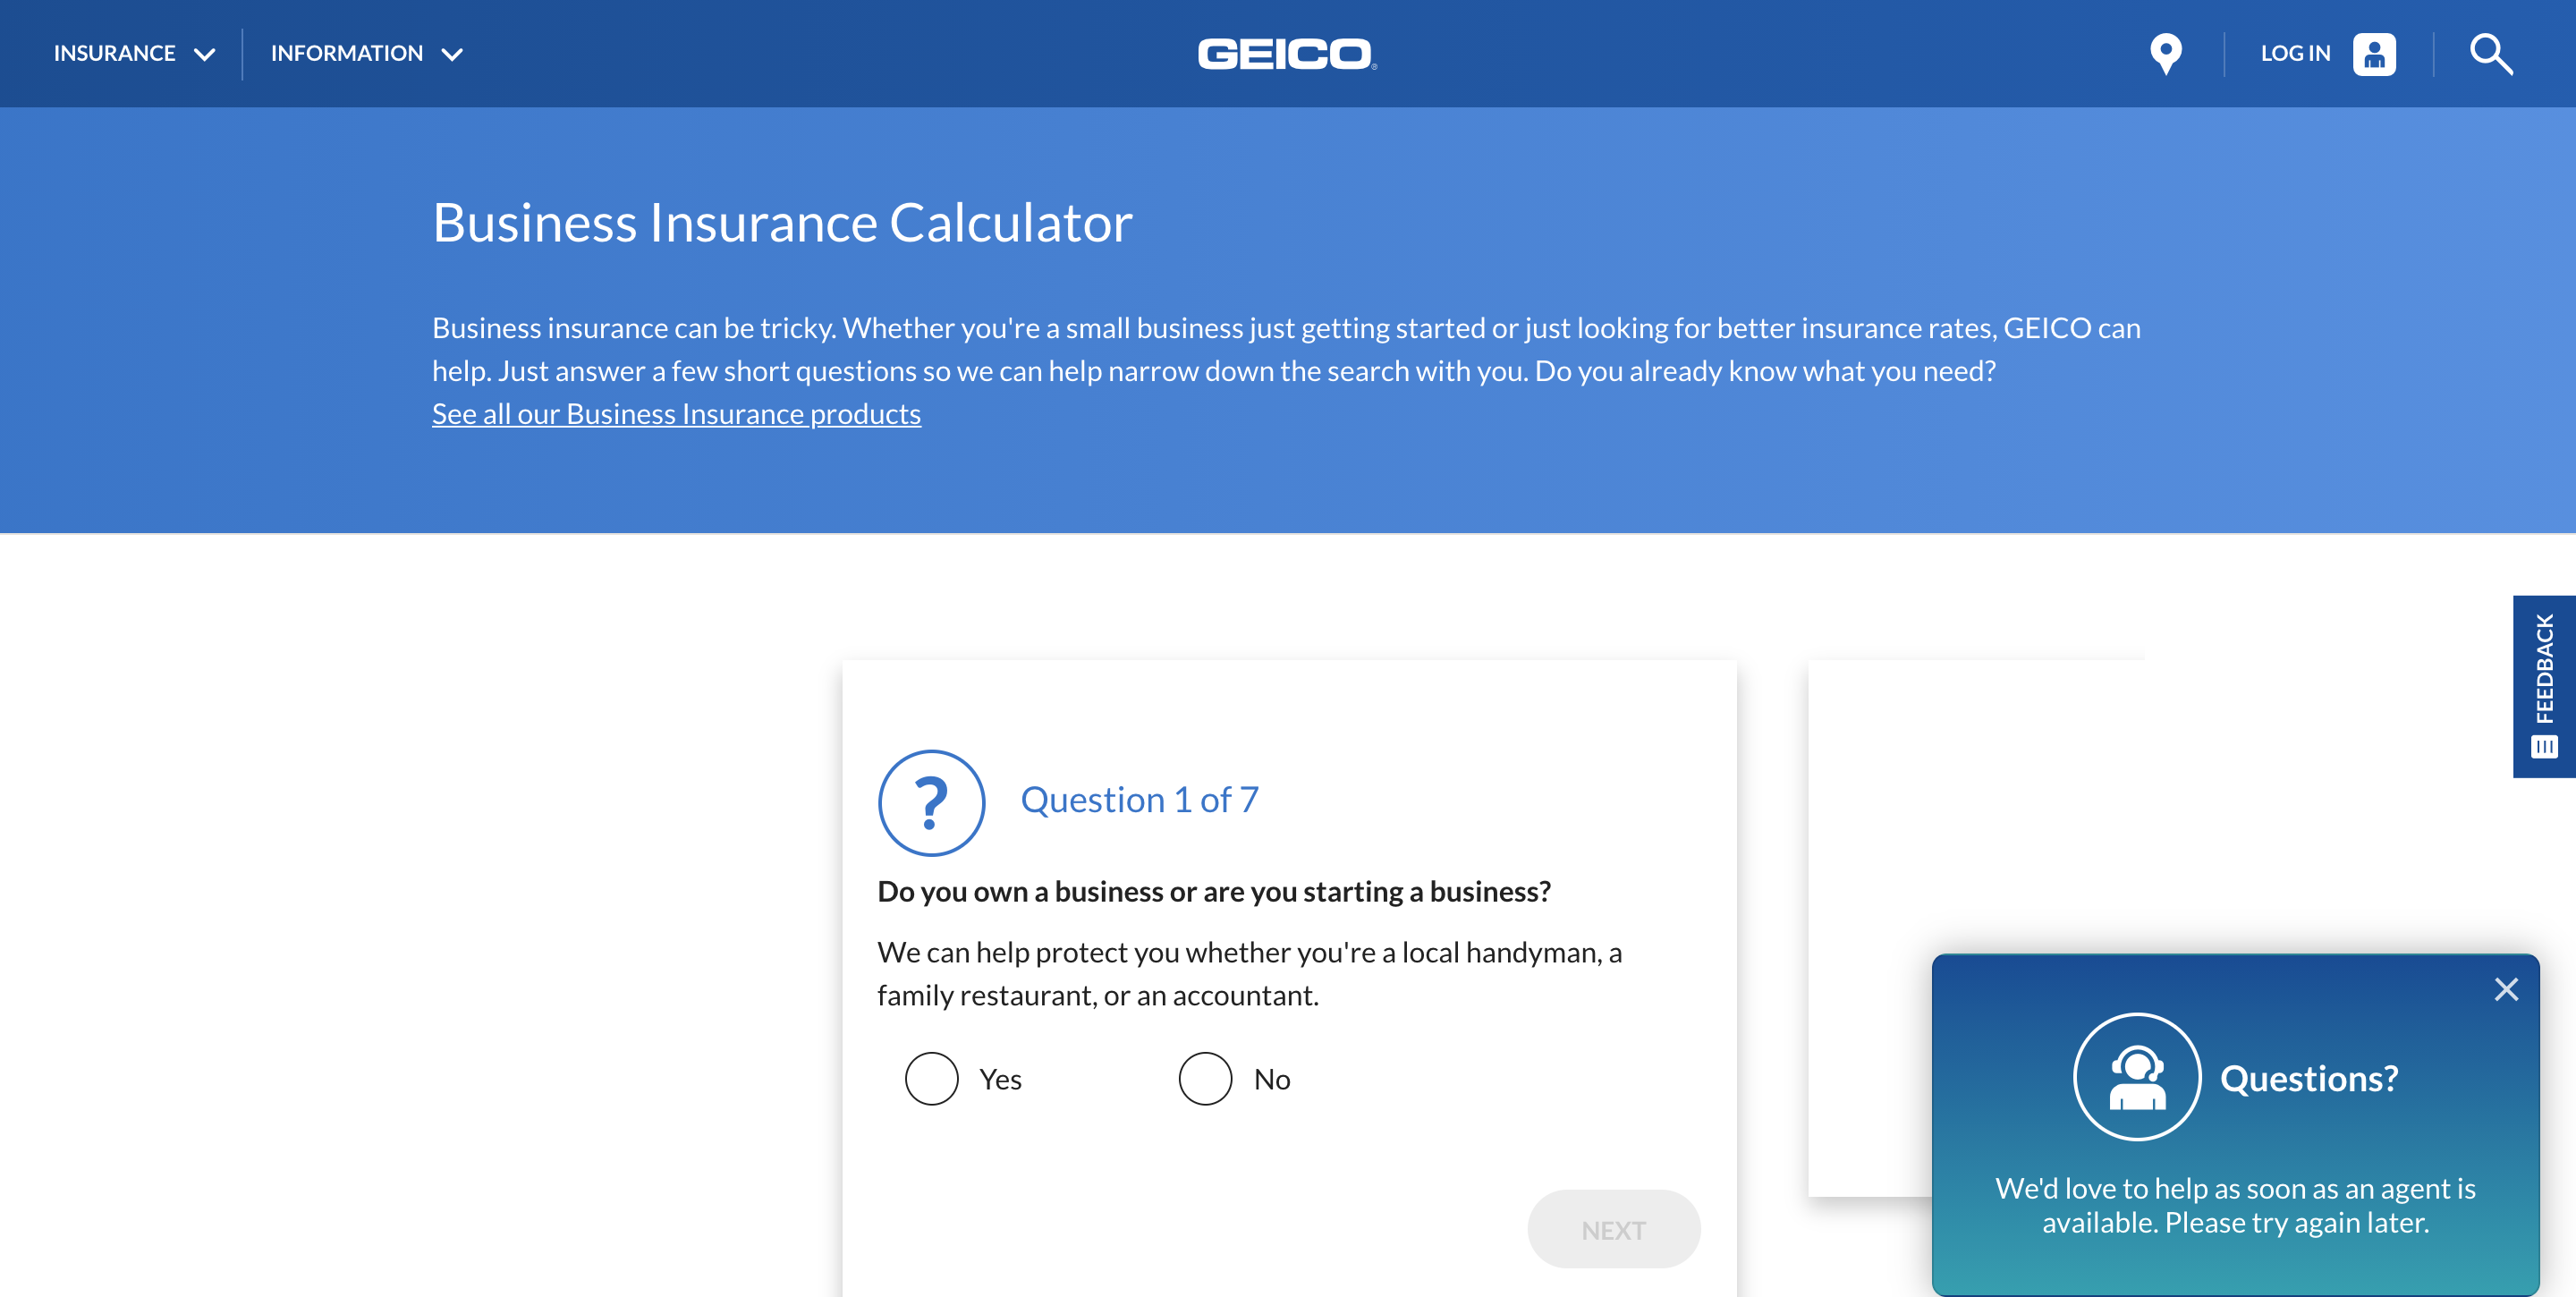 INSURANCE
INFORMATION
GEICO
LOG IN
Business Insurance Calculator
Business insurance can be tricky. Whether you're a small business just getting started or just looking for better insurance rates, GEICO can
help. Just answer a few short questions so we can help narrow down the search with you. Do you already know what you need?
See all our Business Insurance products
FEEDBACK
?
Question 1 of 7
Do you own a business or are you starting a business?
We can help protect you whether you're a local handyman, a
family restaurant, or an accountant.
Yes
No
NEXT
Questions?
We'd love to help as soon as an agent is
available. Please try again later.